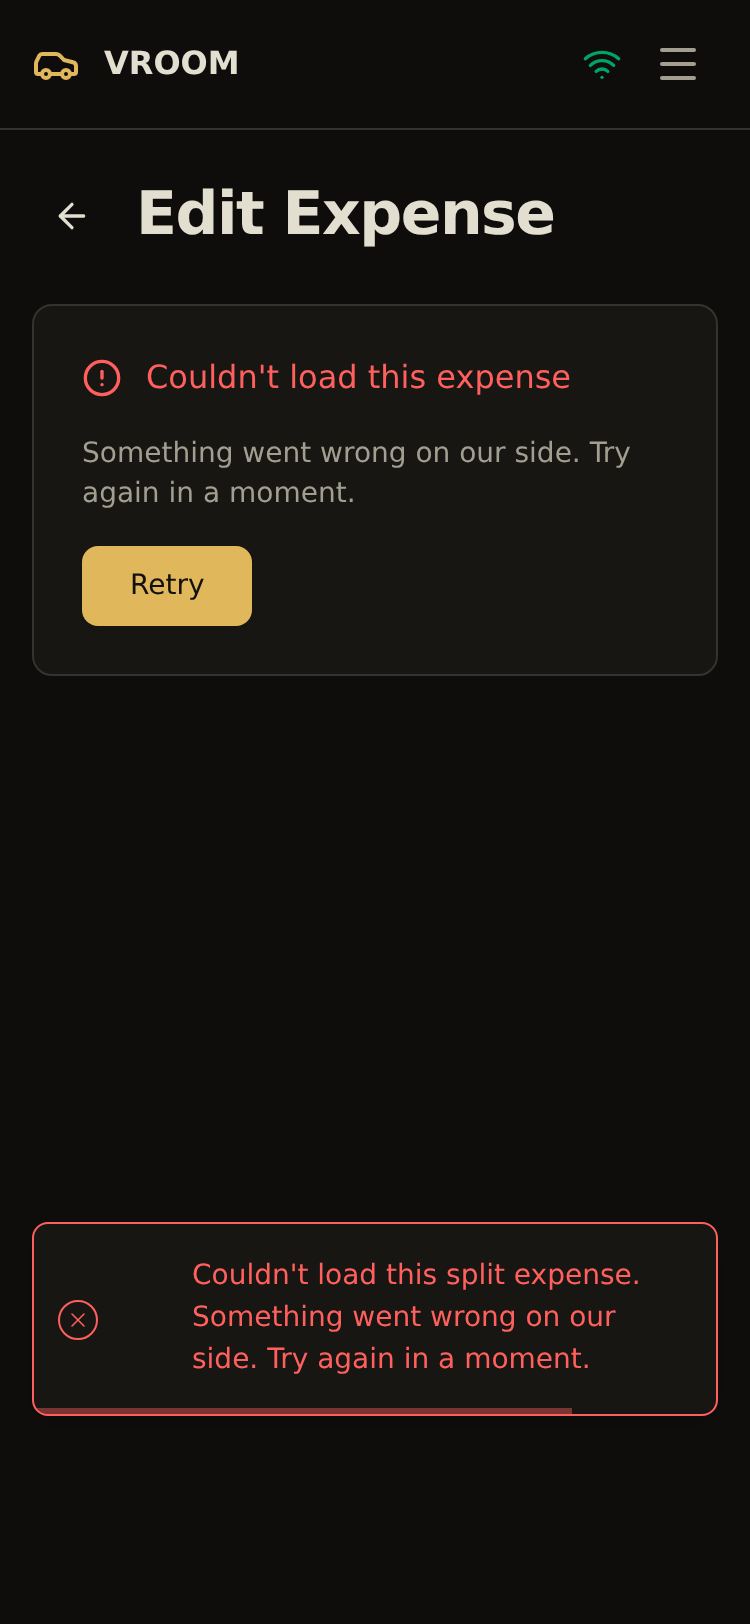 VROOM
Edit Expense
Couldn't load this expense
Something went wrong on our side. Try
again in a moment.
Retry
Couldn't load this split expense.
Something went wrong on our
side. Try again in a moment.